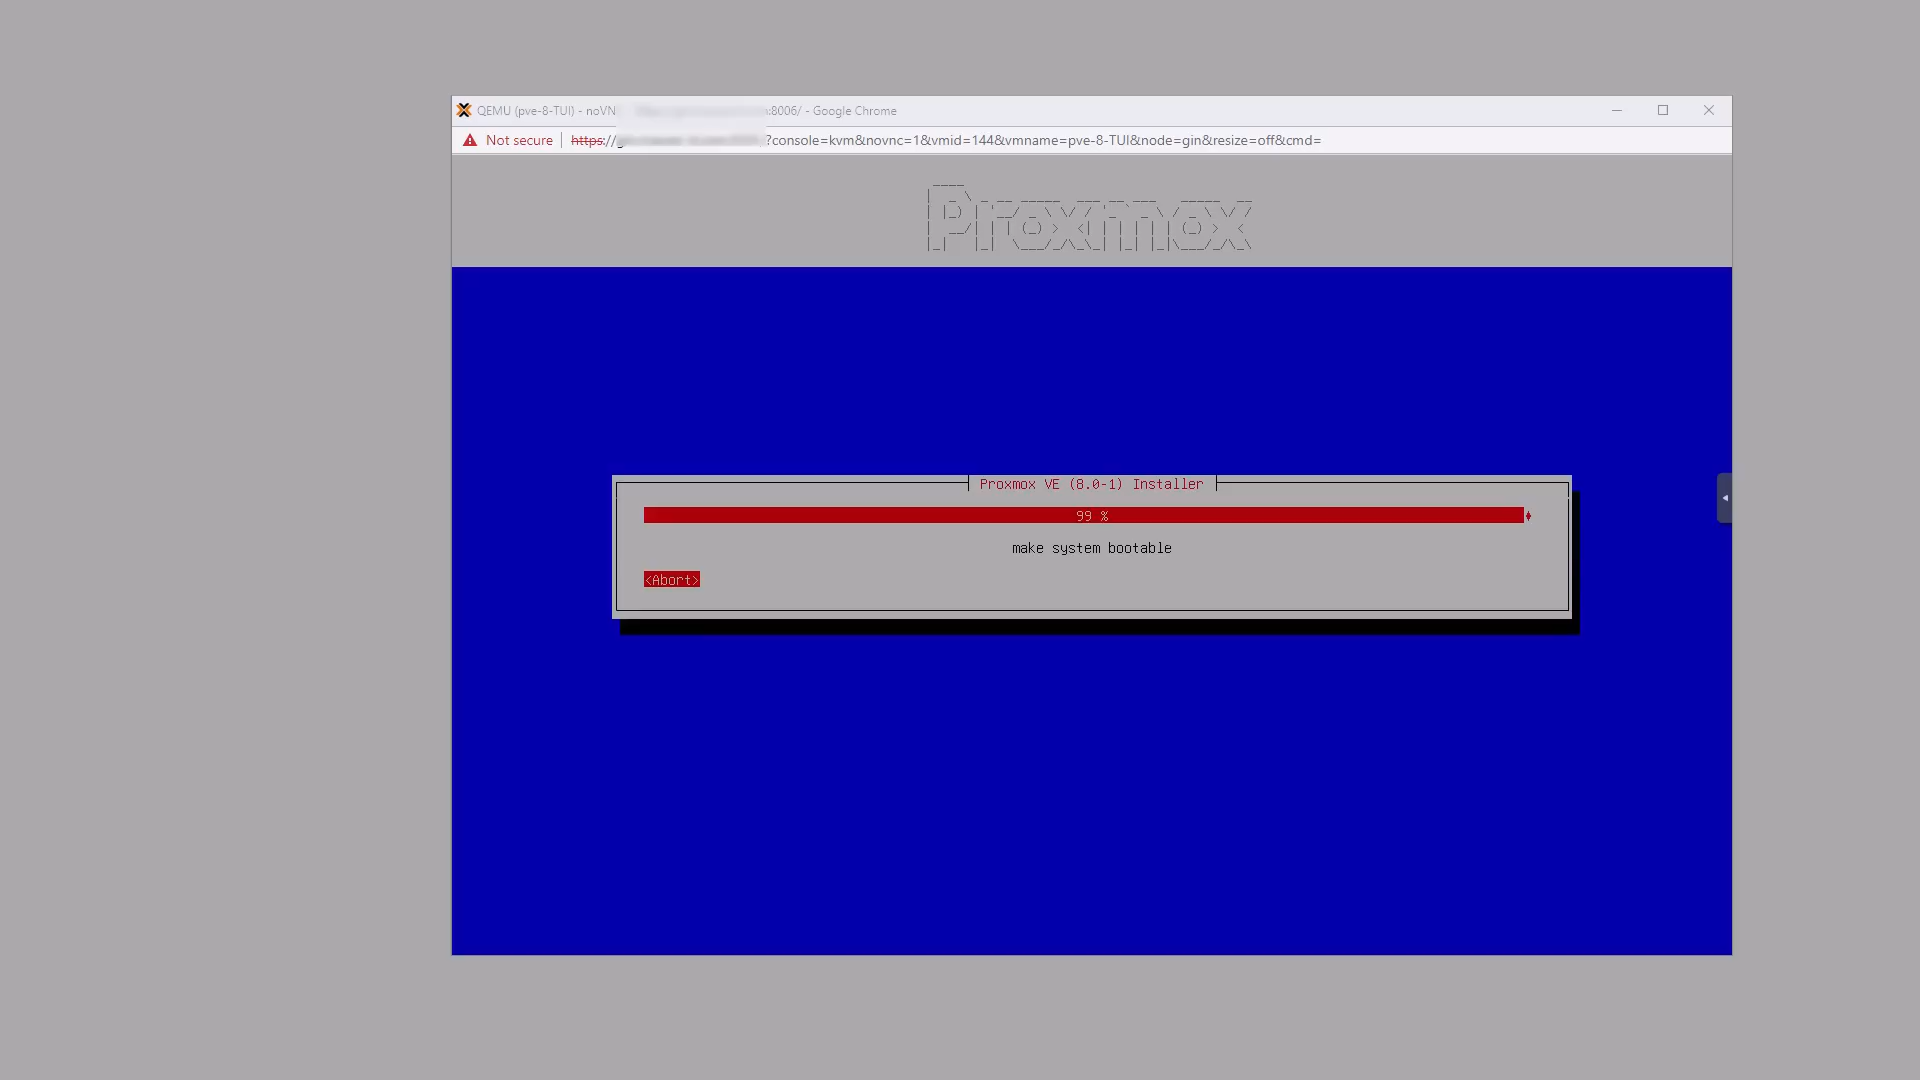 QEMU (pve-8-TUI) - noVN :8006/ - Google Chrome
Not secure | https:// ?console=kvm&novnc=1&vmid=144&vmname=pve-8-TUI&node=gin&resize=off&cmd=
Proxmox
Proxmox VE (8.0-1) Installer
99 %
make system bootable
<Abort>